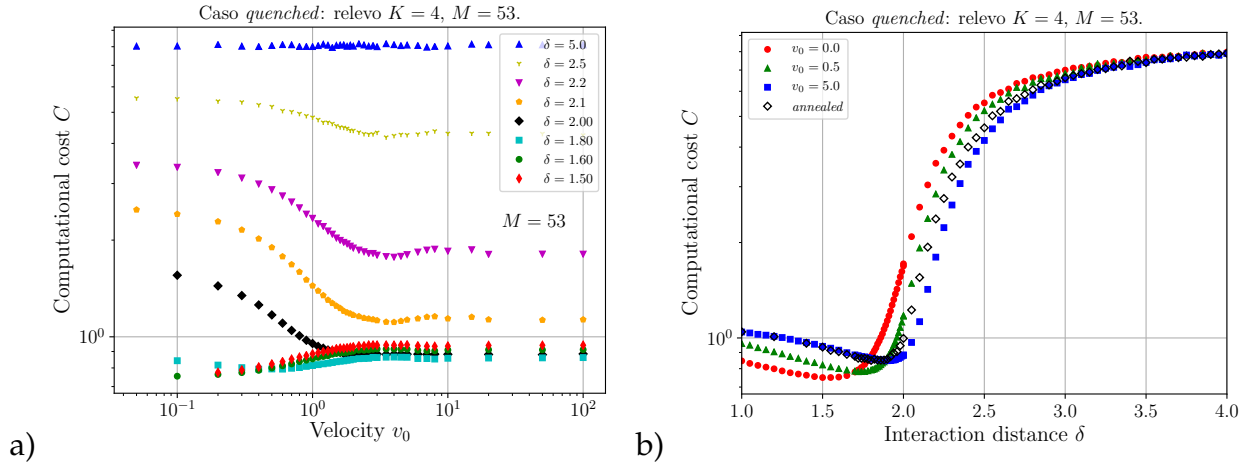 Caso quenched: relevo K = 4, M = 53.
Computational cost C
10⁰
δ = 5.0
δ = 2.5
δ = 2.2
δ = 2.1
δ = 2.00
δ = 1.80
δ = 1.60
δ = 1.50
M = 53
10⁻¹ 10⁰ 10¹ 10²
Velocity v₀
a)
Caso quenched: relevo K = 4, M = 53.
Computational cost C
10⁰
v₀ = 0.0
v₀ = 0.5
v₀ = 5.0
annealed
1.0 1.5 2.0 2.5 3.0 3.5 4.0
Interaction distance δ
b)